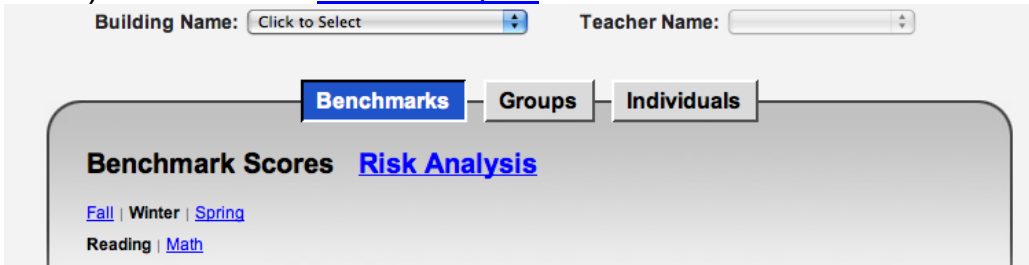 Building Name: Click to Select Teacher Name:
Benchmarks Groups Individuals
Benchmark Scores Risk Analysis
Fall | Winter | Spring
Reading | Math